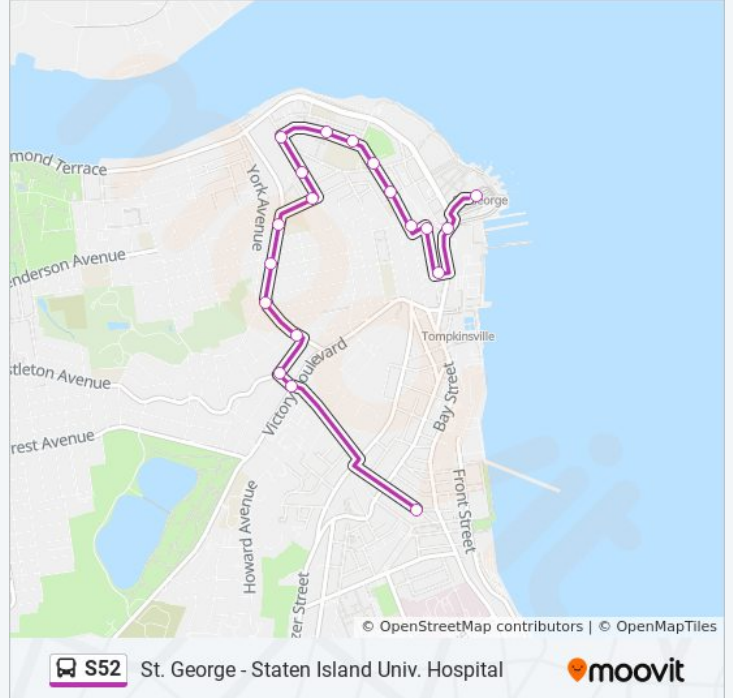 mond Terrace
York Avenue
eorge
enderson Avenue
Tompkinsville
stleton Avenue
Victory Boulevard
Bay Street
rest Avenue
Front Street
Howard Avenue
zer Street
© OpenStreetMap contributors | © OpenMapTiles
S52 St. George - Staten Island Univ. Hospital
moovit